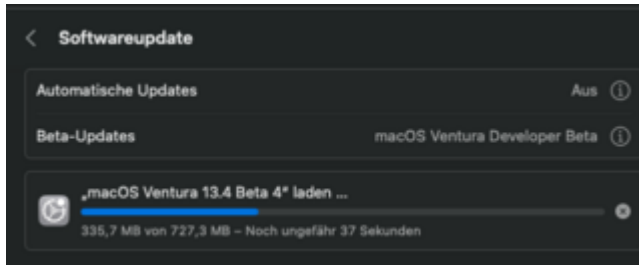 Softwareupdate
Automatische Updates Aus
Beta-Updates macOS Ventura Developer Beta
„macOS Ventura 13.4 Beta 4“ laden ...
335,7 MB von 727,3 MB – Noch ungefähr 37 Sekunden